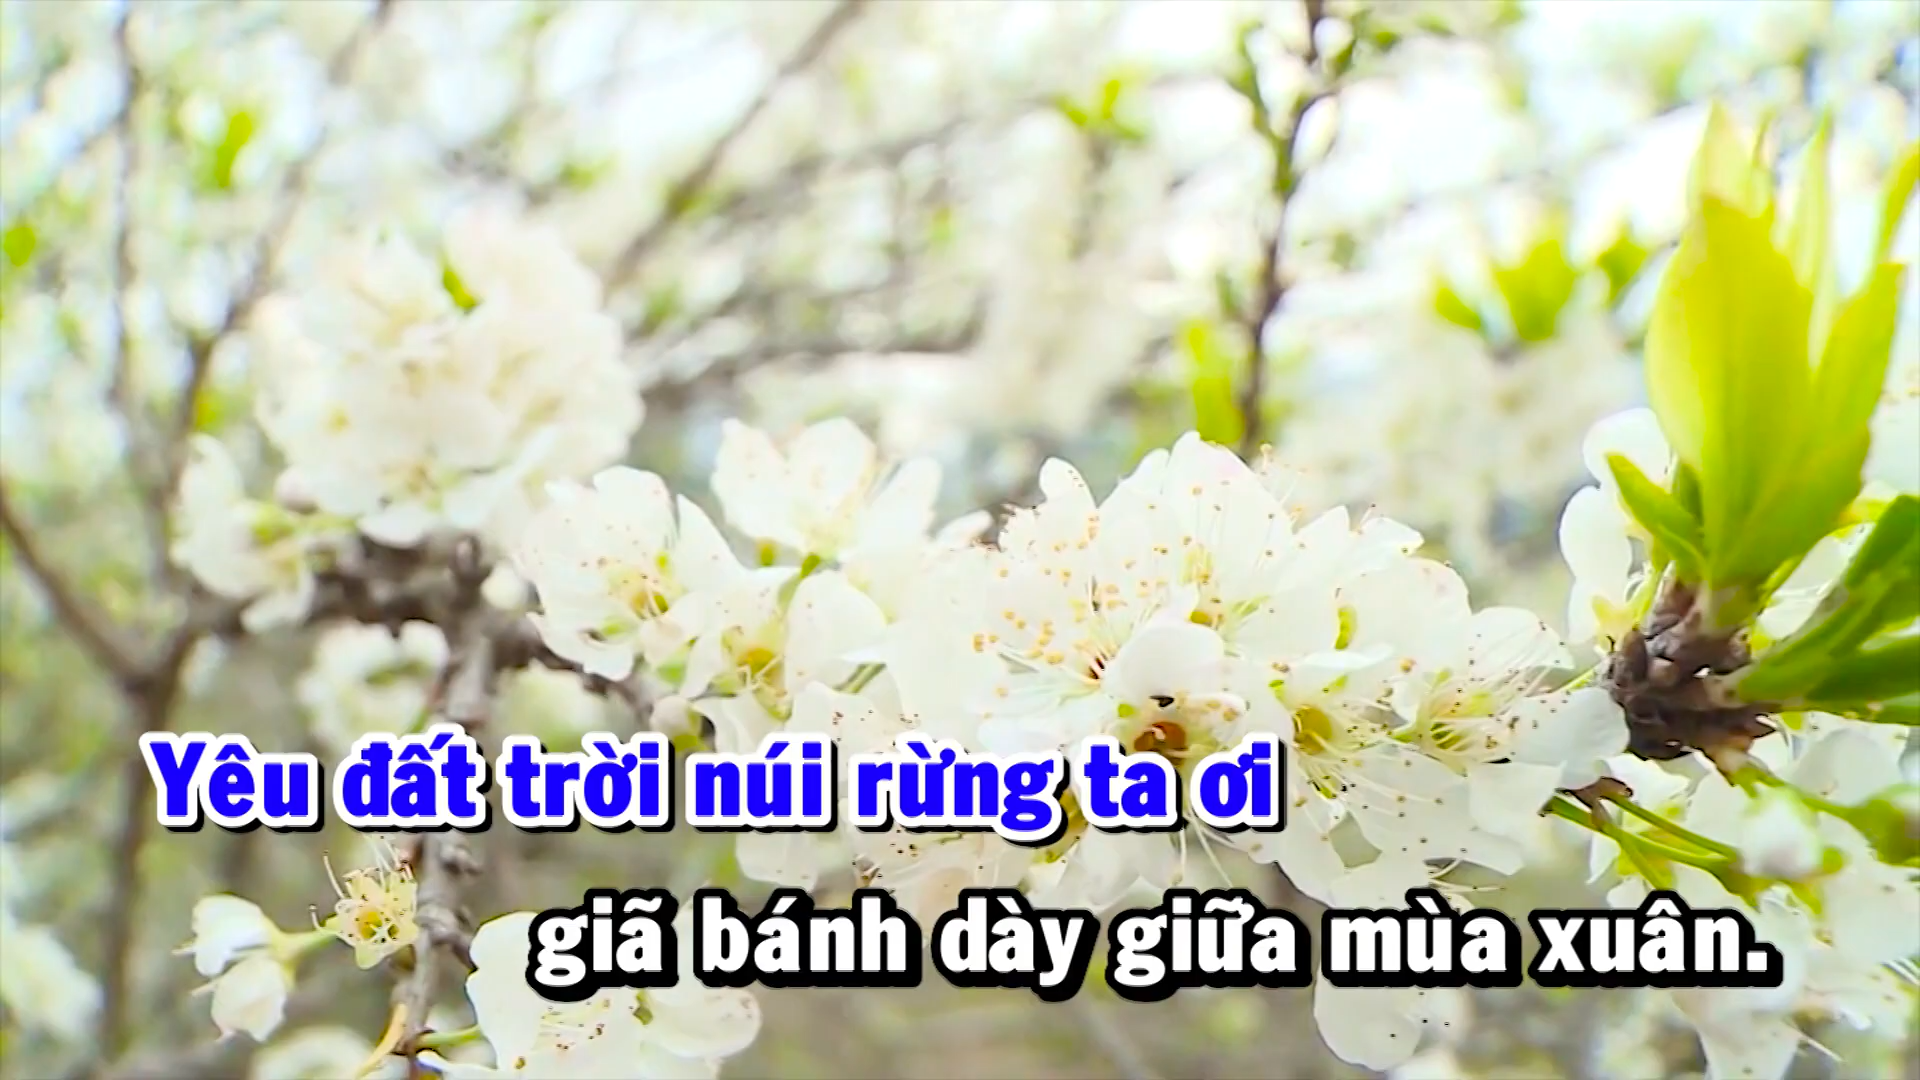 Yêu đất trời núi rừng ta ơi
giã bánh dày giữa mùa xuân.